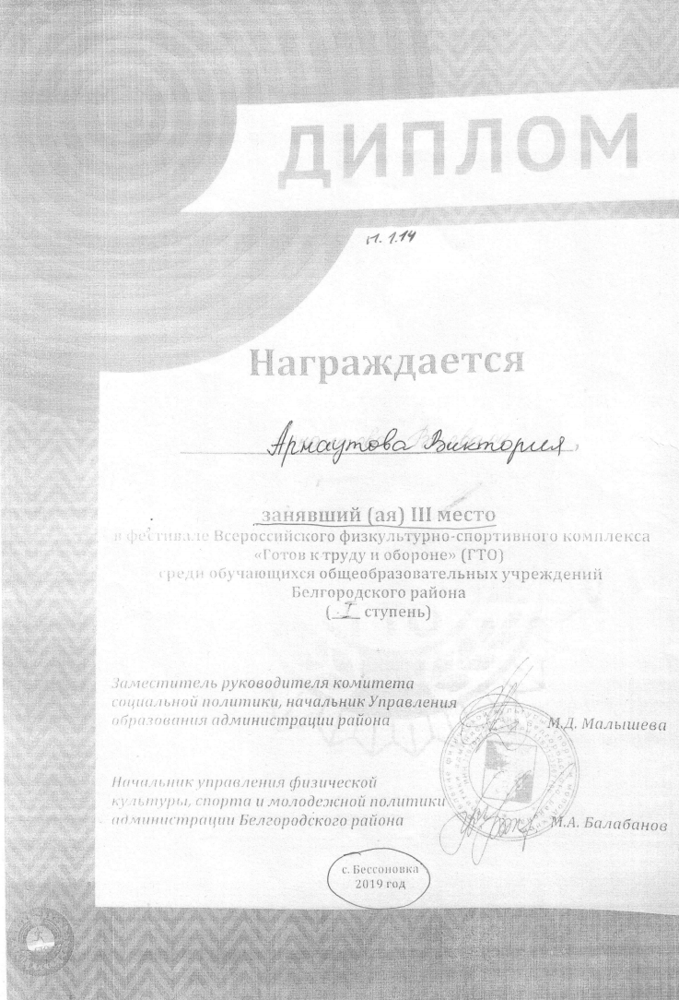 ДИПЛОМ
п. 1.14
Награждается
Арнаутова Виктория
занявший (ая) III место
в фестивале Всероссийского физкультурно-спортивного комплекса
«Готов к труду и обороне» (ГТО)
среди обучающихся общеобразовательных учреждений
Белгородского района
( I ступень)
Заместитель руководителя комитета
социальной политики, начальник Управления
образования администрации района
М.Д. Малышева
Начальник управления физической
культуры, спорта и молодежной политики
администрации Белгородского района
М.А. Балабанов
с. Бессоновка
2019 год